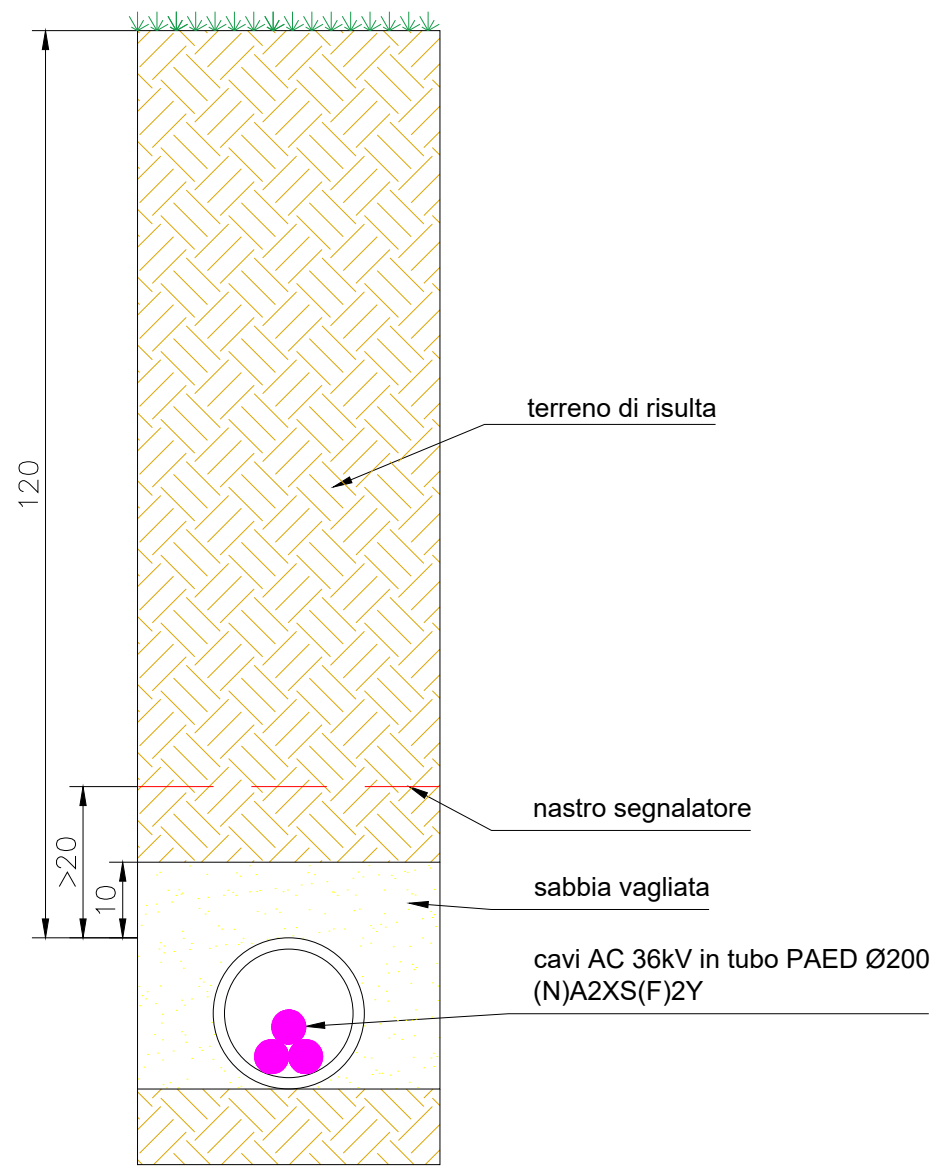 terreno di risulta
120
nastro segnalatore
>20
10
sabbia vagliata
cavi AC 36kV in tubo PAED Ø200
(N)A2XS(F)2Y